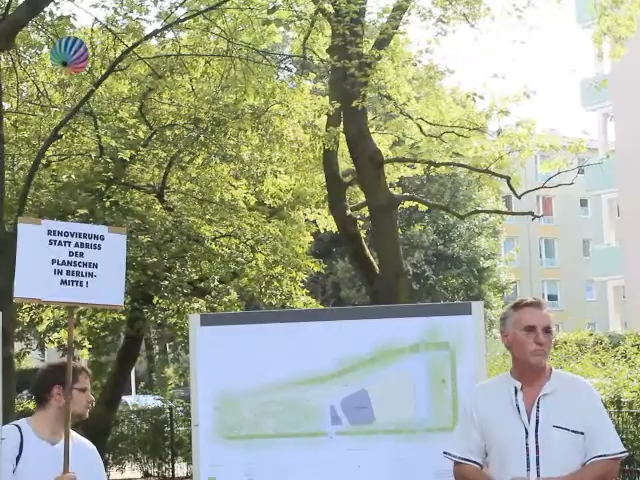 RENOVIERUNG
STATT ABRISS
DER
PLANSCHEN
IN BERLIN-
MITTE !